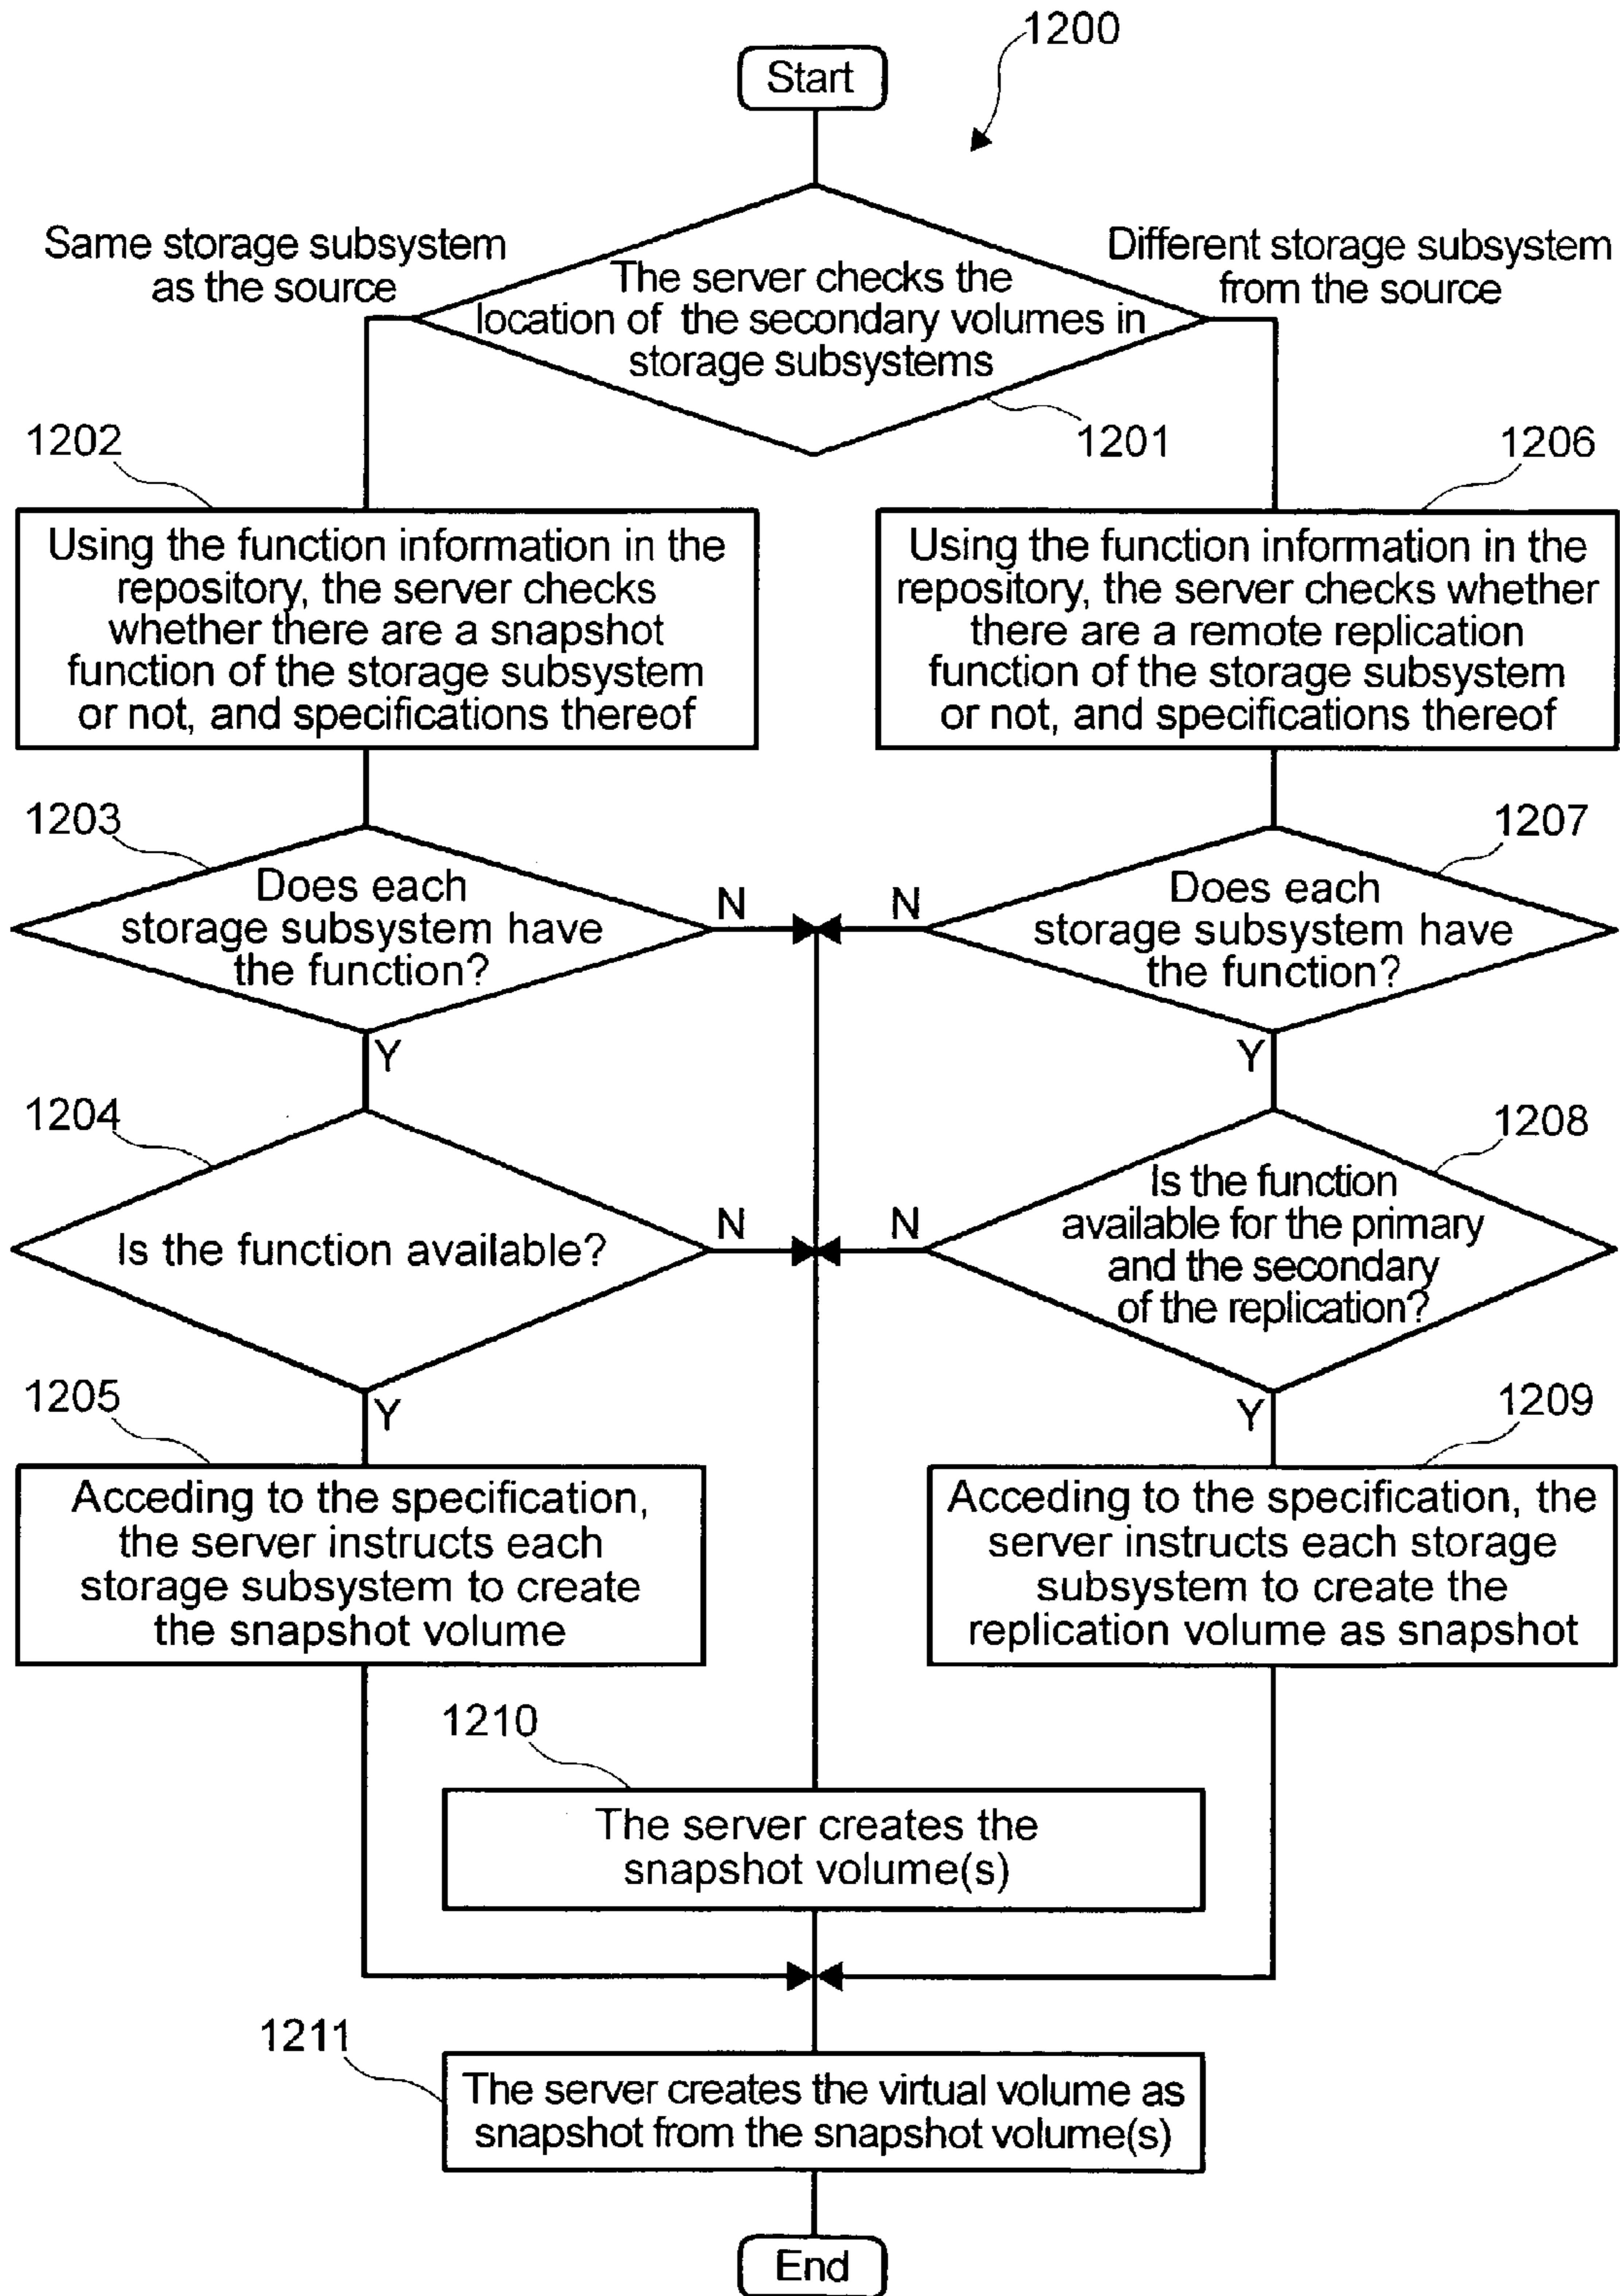 1200
Start
Same storage subsystem
as the source
Different storage subsystem
from the source
The server checks the
location of the secondary volumes in
storage subsystems
1201
1202
Using the function information in the
repository, the server checks
whether there are a snapshot
function of the storage subsystem
or not, and specifications thereof
1206
Using the function information in the
repository, the server checks whether
there are a remote replication
function of the storage subsystem
or not, and specifications thereof
1203
Does each
storage subsystem have
the function?
N
Y
1207
Does each
storage subsystem have
the function?
N
Y
1204
Is the function available?
N
Y
1208
Is the function
available for the primary
and the secondary
of the replication?
N
Y
1205
Acceding to the specification,
the server instructs each
storage subsystem to create
the snapshot volume
1209
Acceding to the specification, the
server instructs each storage
subsystem to create the
replication volume as snapshot
1210
The server creates the
snapshot volume(s)
1211
The server creates the virtual volume as
snapshot from the snapshot volume(s)
End